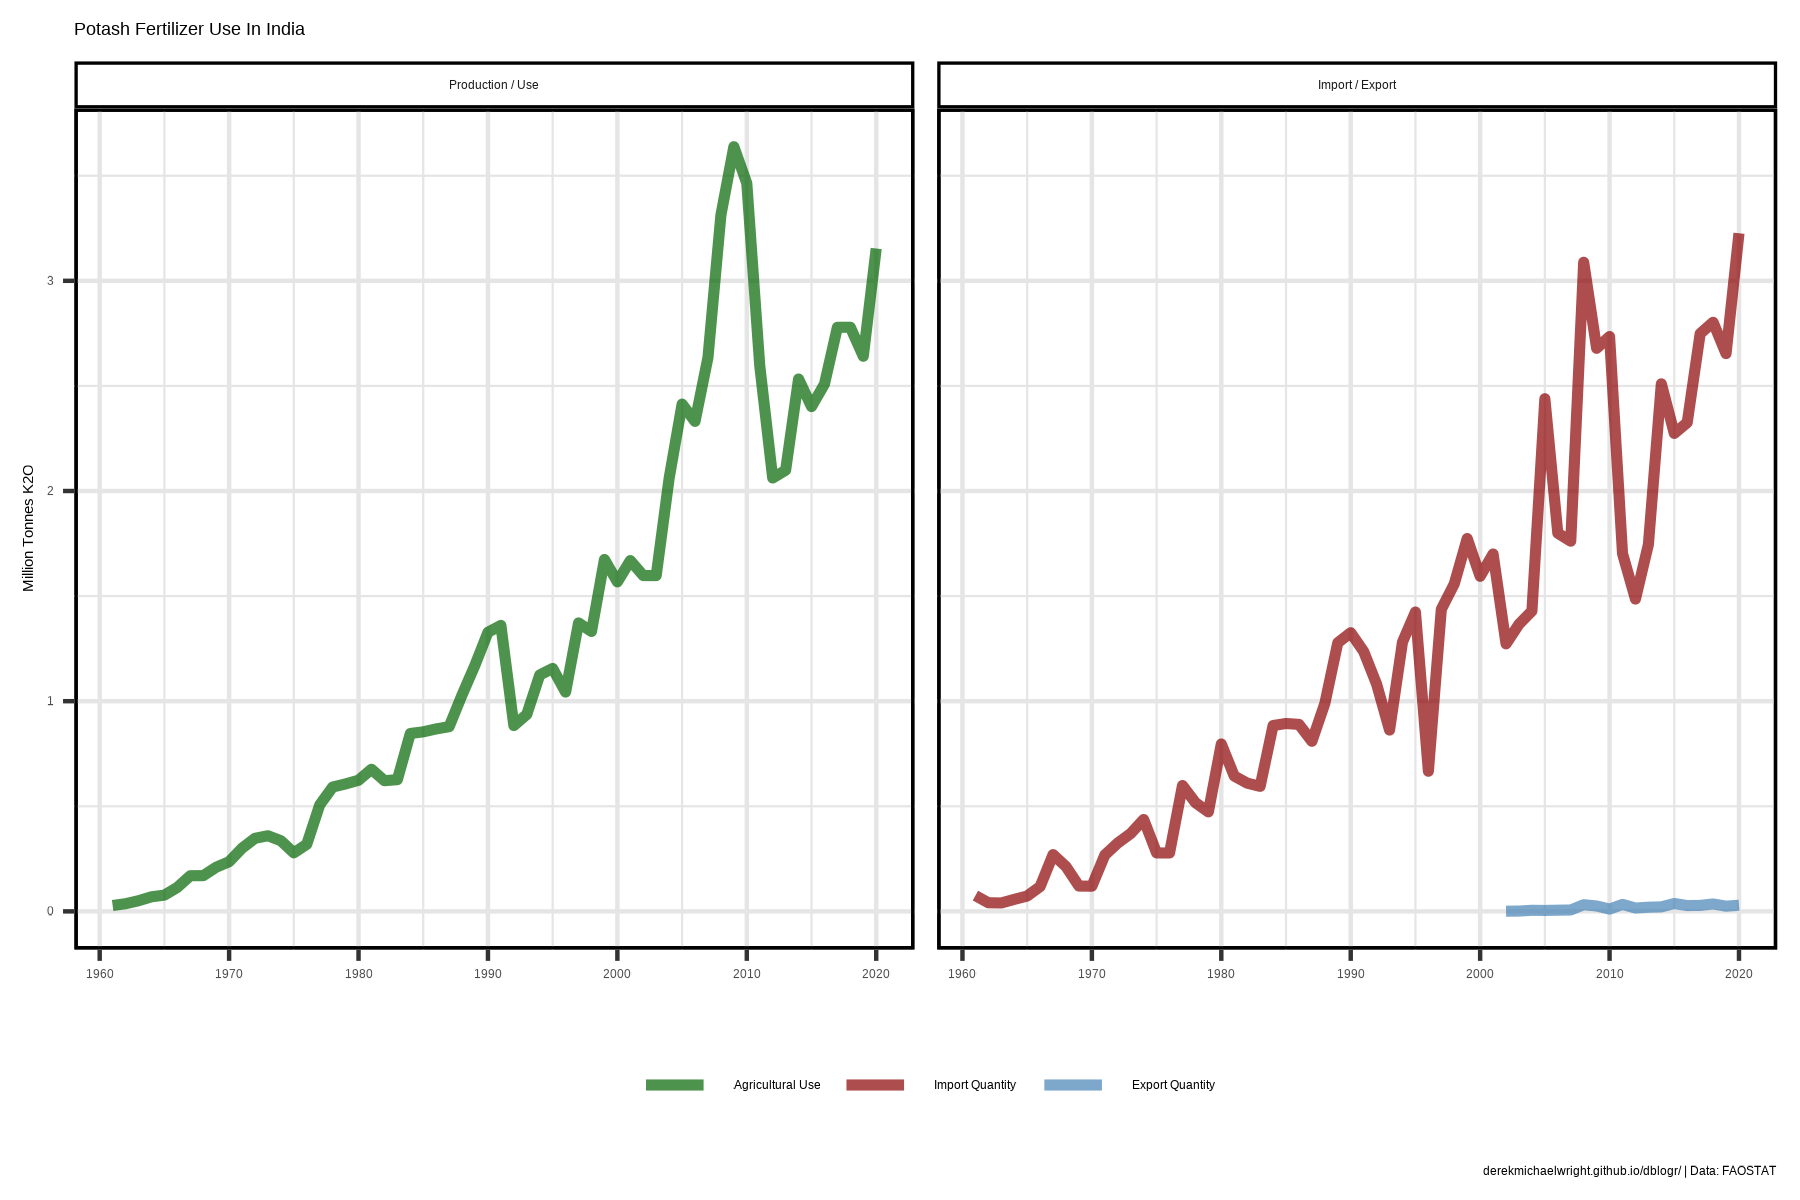 Potash Fertilizer Use In India
Production / Use
Import / Export
Million Tonnes K2O
3
2
1
0
1960 1970 1980 1990 2000 2010 2020
1960 1970 1980 1990 2000 2010 2020
Agricultural Use Import Quantity Export Quantity
derekmichaelwright.github.io/dblogr/ | Data: FAOSTAT